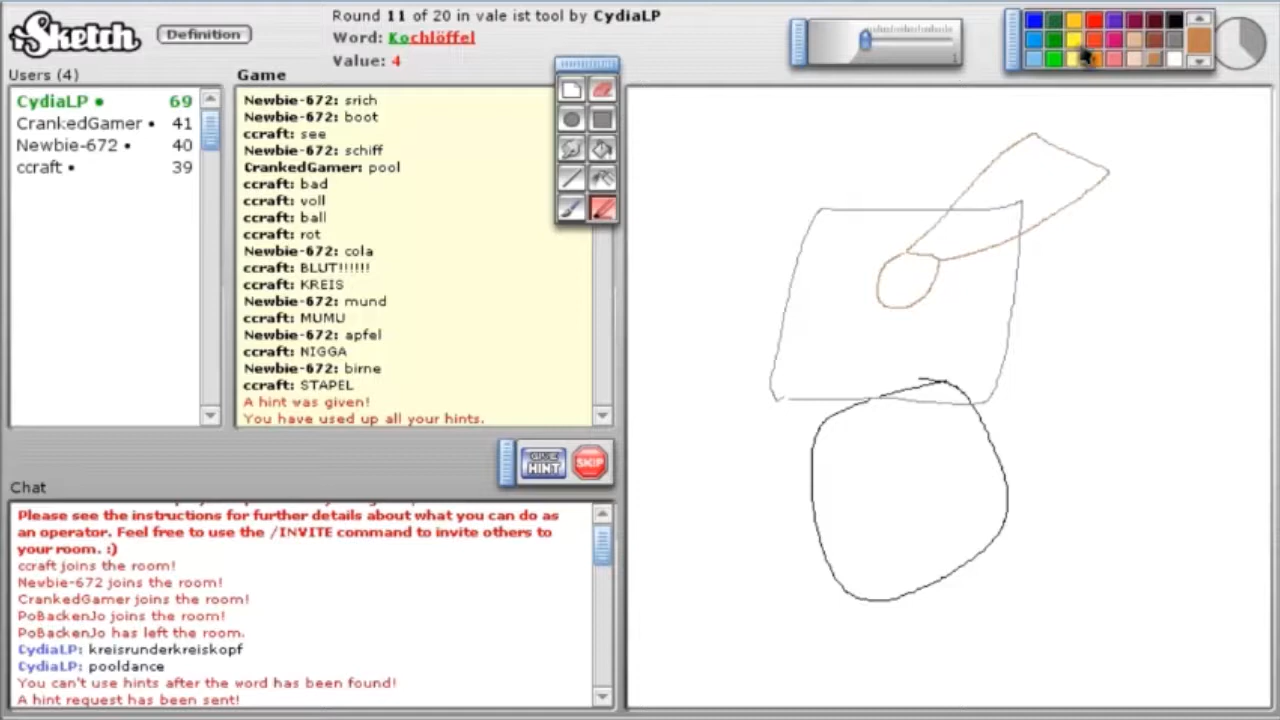 iSketch
Definition
Round 11 of 20 in vale ist tool by CydiaLP
Word: Kochlöffel
Value: 4
Users (4)
CydiaLP • 69
CrankedGamer • 41
Newbie-672 • 40
ccraft • 39
Game
Newbie-672: srich
Newbie-672: boot
ccraft: see
Newbie-672: schiff
CrankedGamer: pool
ccraft: bad
ccraft: voll
ccraft: ball
ccraft: rot
Newbie-672: cola
ccraft: BLUT!!!!!!
ccraft: KREIS
Newbie-672: mund
ccraft: MUMU
Newbie-672: apfel
ccraft: NIGGA
Newbie-672: birne
ccraft: STAPEL
A hint was given!
You have used up all your hints.
GIVE HINT
SKIP
1
Chat
Please see the instructions for further details about what you can do as
an operator. Feel free to use the /INVITE command to invite others to
your room. :)
ccraft joins the room!
Newbie-672 joins the room!
CrankedGamer joins the room!
PoBackenJo joins the room!
PoBackenJo has left the room.
CydiaLP: kreisrunderkreiskopf
CydiaLP: pooldance
You can't use hints after the word has been found!
A hint request has been sent!